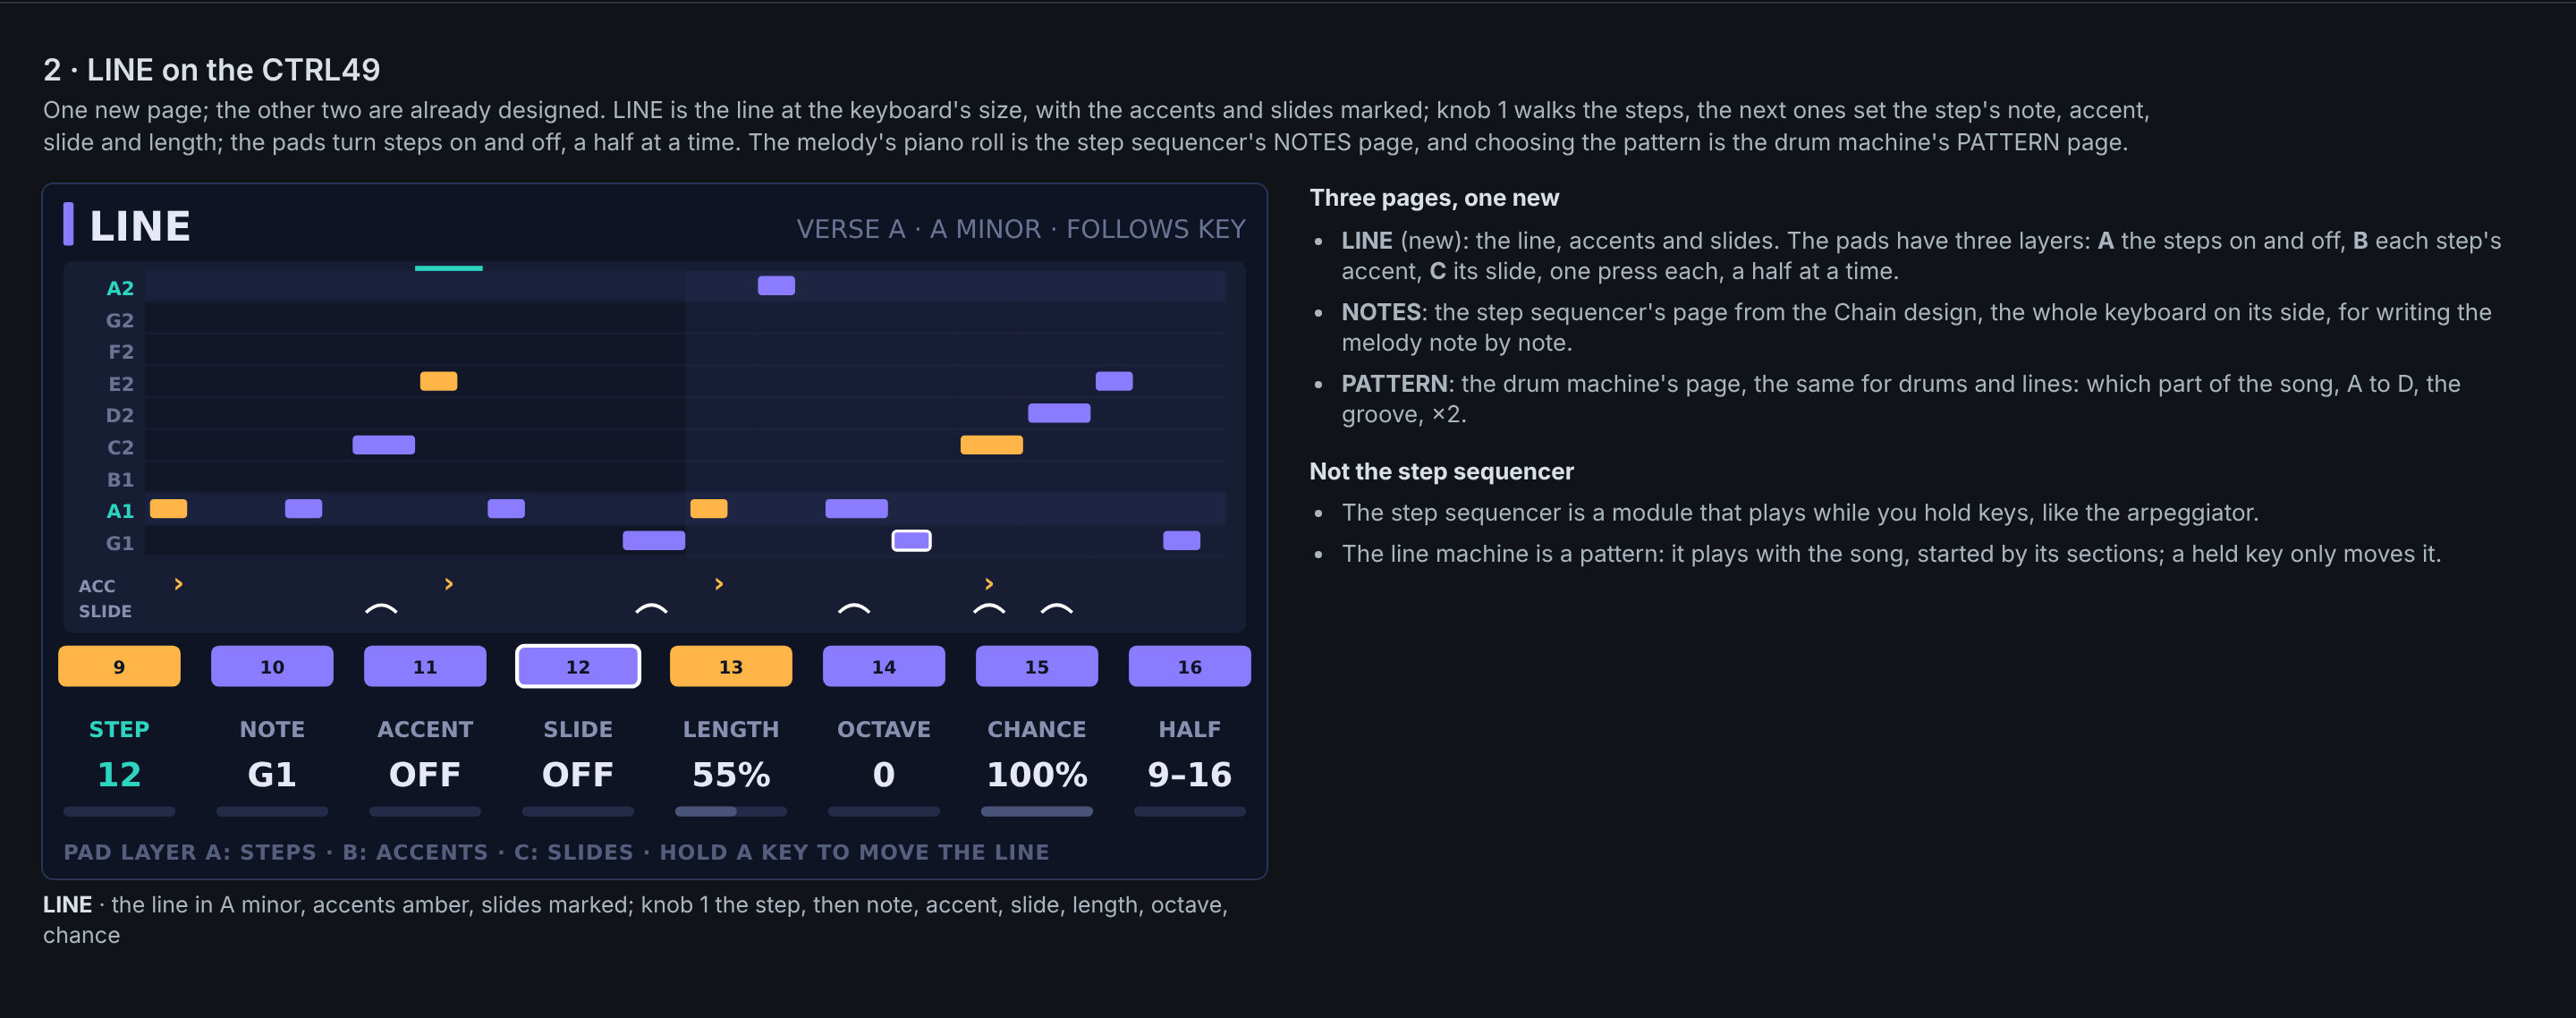 2 · LINE on the CTRL49
One new page; the other two are already designed. LINE is the line at the keyboard's size, with the accents and slides marked; knob 1 walks the steps, the next ones set the step's note, accent,
slide and length; the pads turn steps on and off, a half at a time. The melody's piano roll is the step sequencer's NOTES page, and choosing the pattern is the drum machine's PATTERN page.
LINE
VERSE A · A MINOR · FOLLOWS KEY
A2
G2
F2
E2
D2
C2
B1
A1
G1
ACC
SLIDE
9 10 11 12 13 14 15 16
STEP NOTE ACCENT SLIDE LENGTH OCTAVE CHANCE HALF
12 G1 OFF OFF 55% 0 100% 9–16
PAD LAYER A: STEPS · B: ACCENTS · C: SLIDES · HOLD A KEY TO MOVE THE LINE
LINE · the line in A minor, accents amber, slides marked; knob 1 the step, then note, accent, slide, length, octave,
chance
Three pages, one new
• LINE (new): the line, accents and slides. The pads have three layers: A the steps on and off, B each step's
accent, C its slide, one press each, a half at a time.
• NOTES: the step sequencer's page from the Chain design, the whole keyboard on its side, for writing the
melody note by note.
• PATTERN: the drum machine's page, the same for drums and lines: which part of the song, A to D, the
groove, ×2.
Not the step sequencer
• The step sequencer is a module that plays while you hold keys, like the arpeggiator.
• The line machine is a pattern: it plays with the song, started by its sections; a held key only moves it.